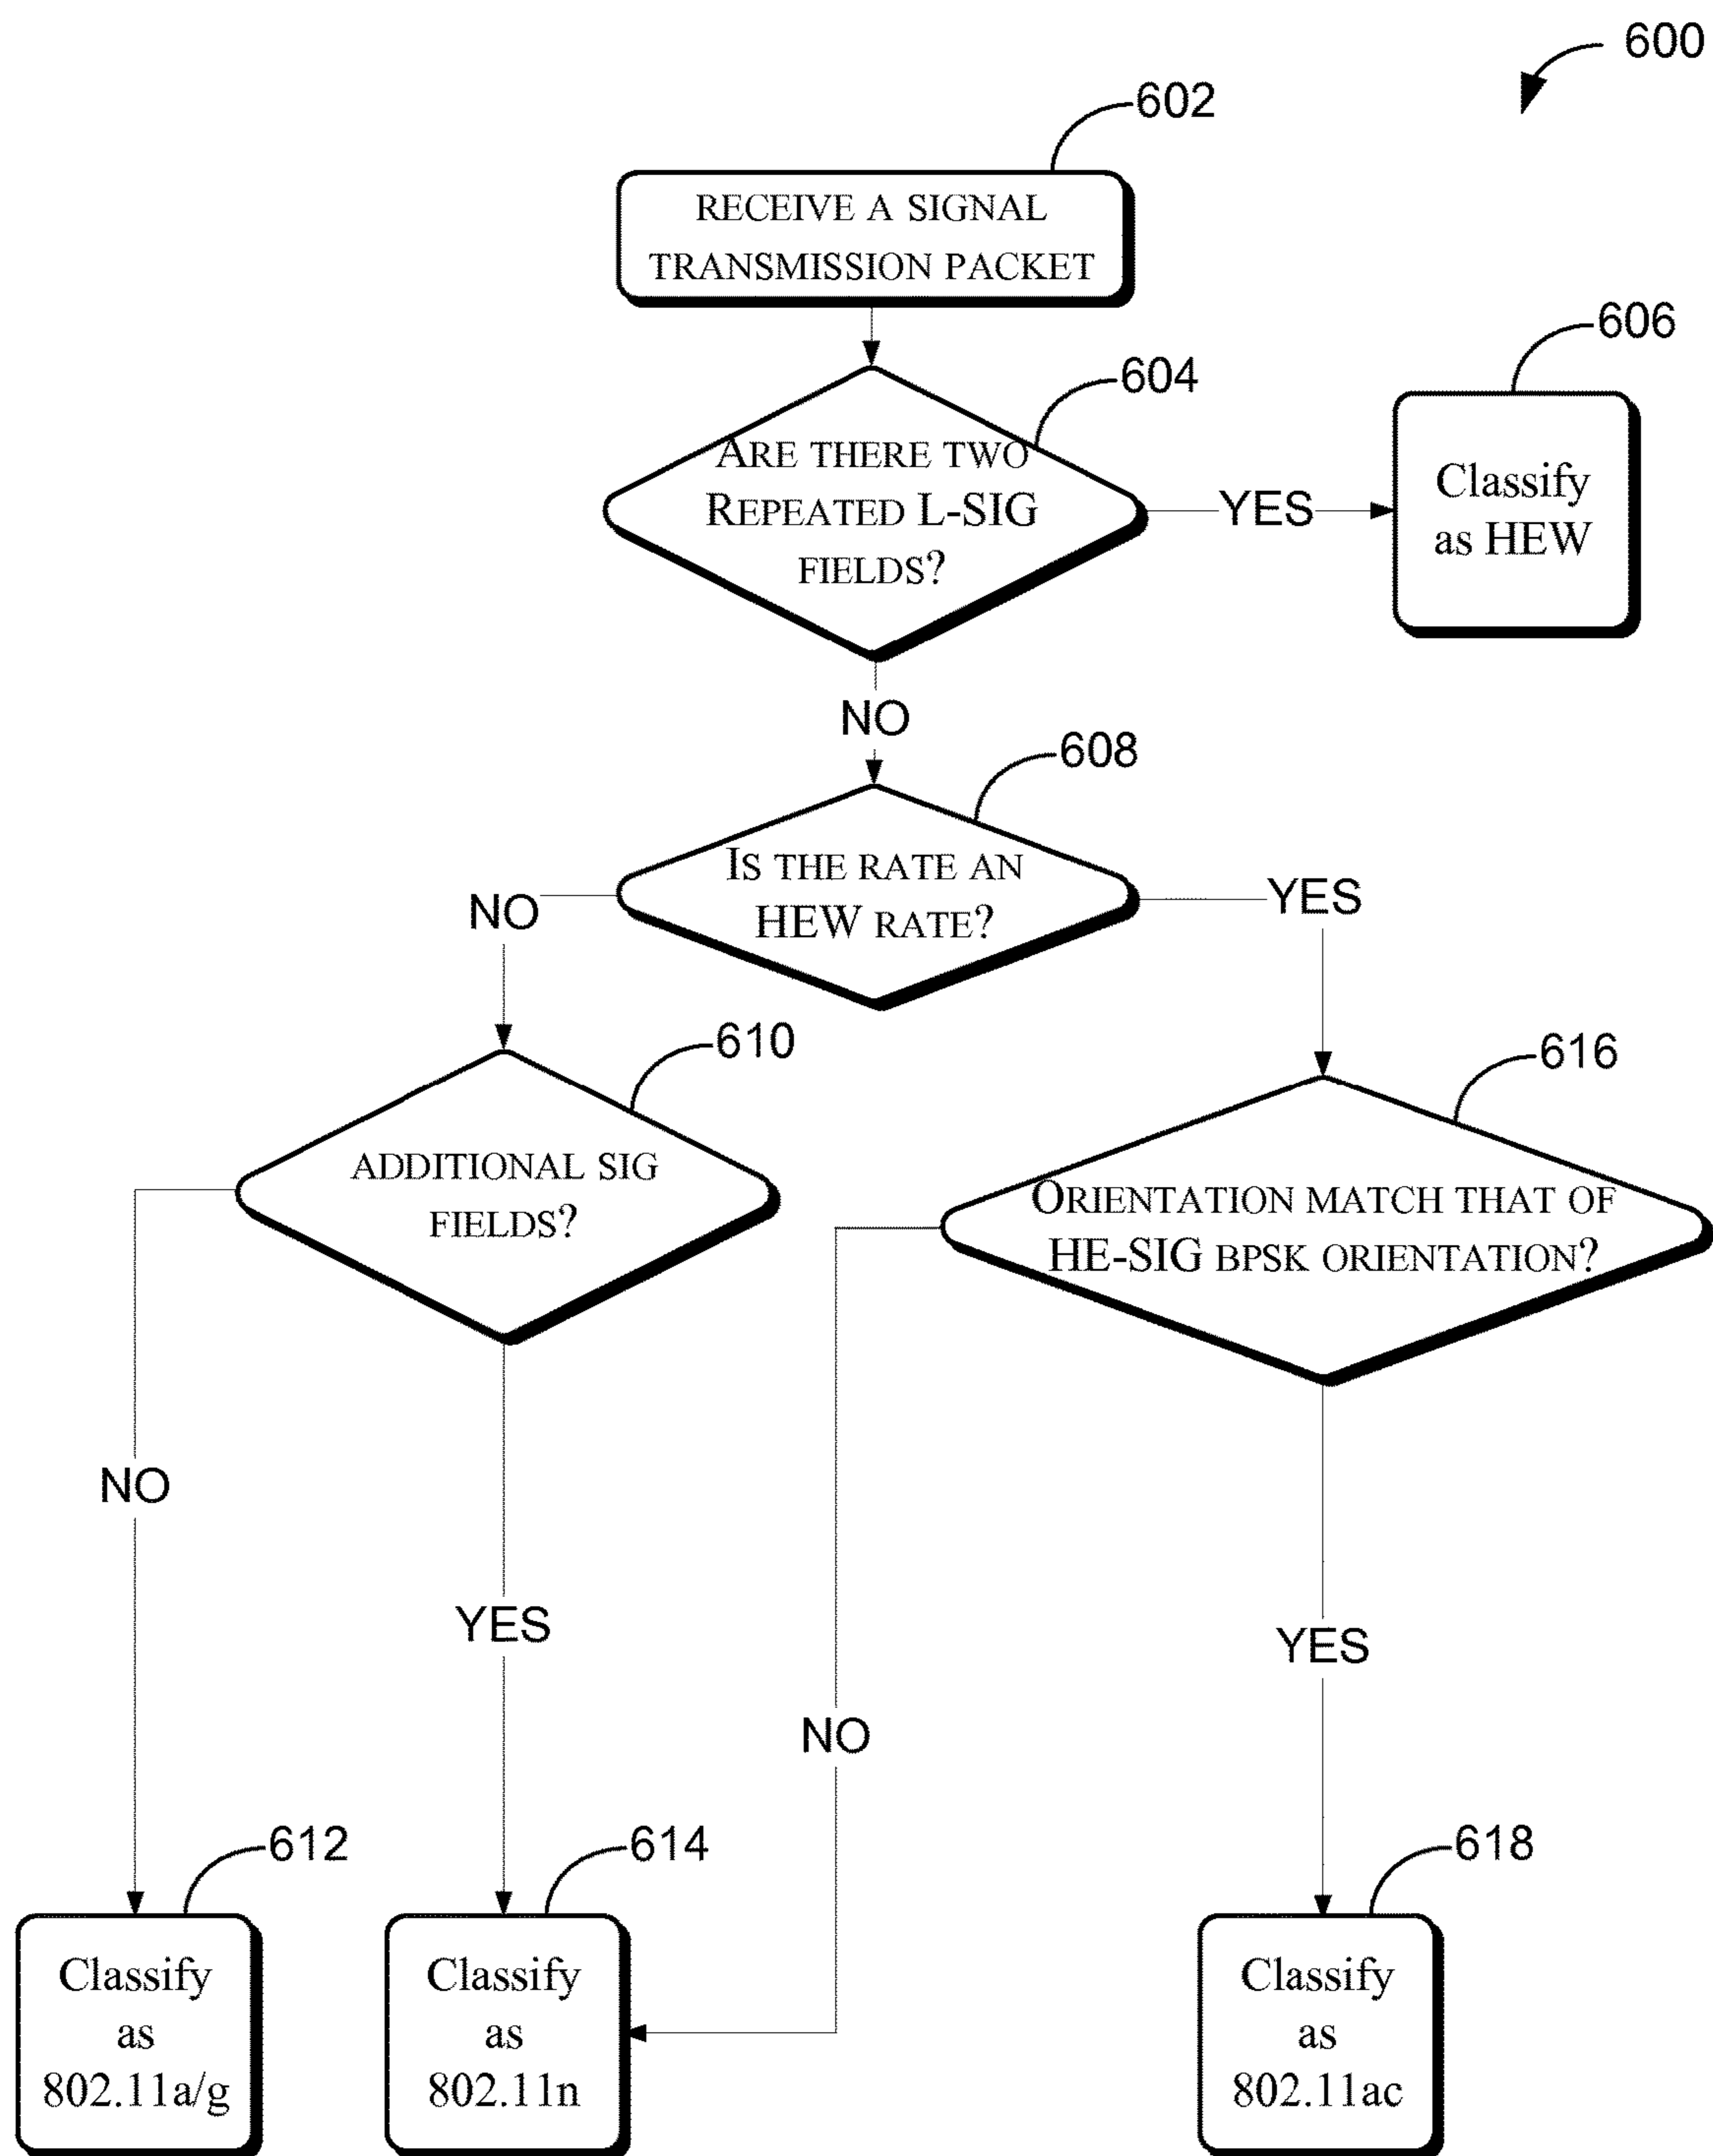 600
602
RECEIVE A SIGNAL
TRANSMISSION PACKET
606
604
ARE THERE TWO
REPEATED L-SIG
FIELDS?
YES
Classify
as HEW
NO
608
IS THE RATE AN
HEW RATE?
NO
YES
610
616
ADDITIONAL SIG
FIELDS?
ORIENTATION MATCH THAT OF
HE-SIG BPSK ORIENTATION?
NO
YES
YES
NO
612
614
618
Classify
as
802.11a/g
Classify
as
802.11n
Classify
as
802.11ac